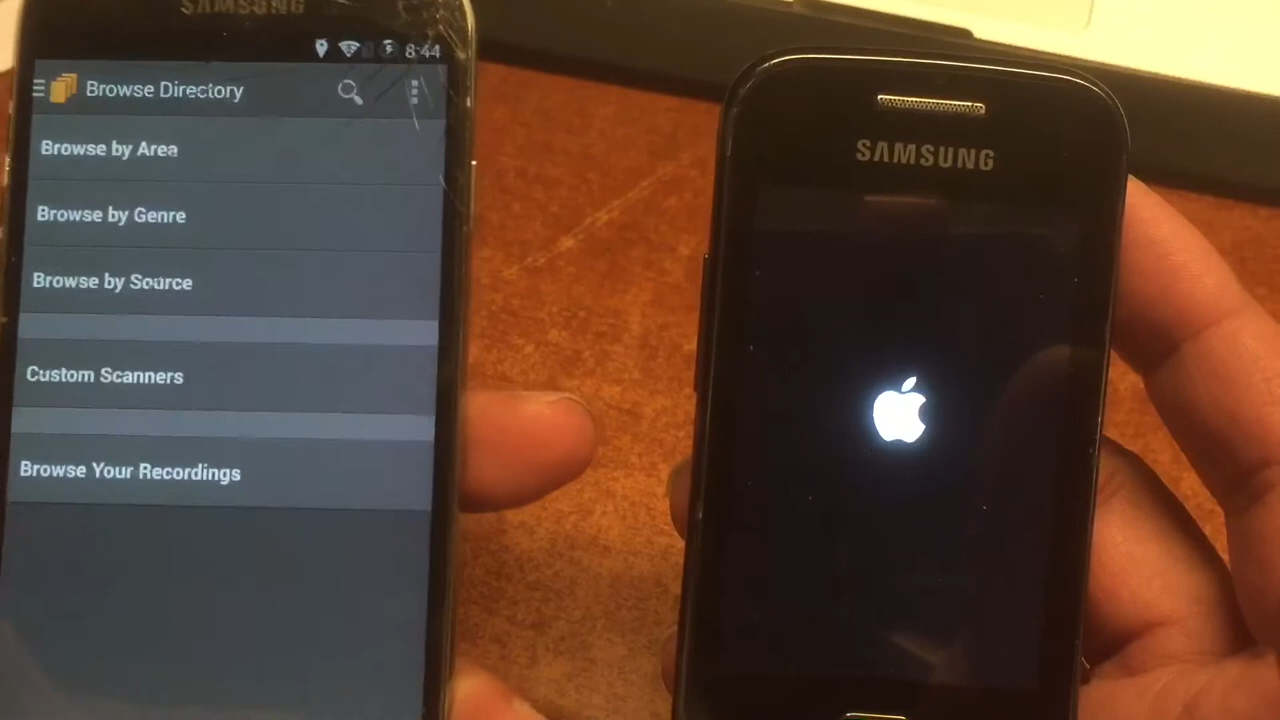 SAMSUNG
8:44
Browse Directory
Browse by Area
Browse by Genre
Browse by Source
Custom Scanners
Browse Your Recordings
SAMSUNG